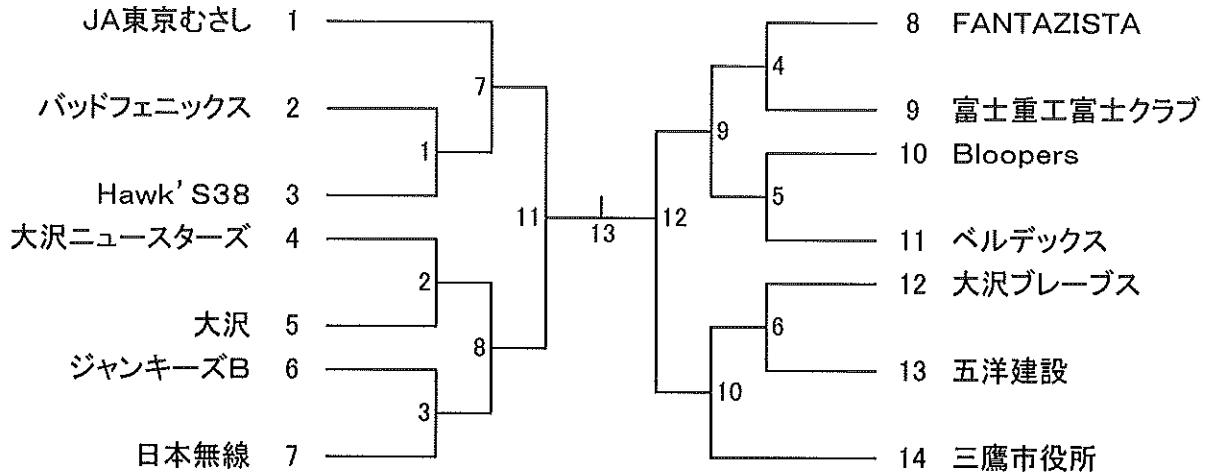 JA東京むさし 1
バッドフェニックス 2
Hawk'S38 3
大沢ニュースターズ 4
大沢 5
ジャンキーズB 6
日本無線 7
7
1
2
8
3
11
13
12
9
4
5
10
6
8 FANTAZISTA
9 富士重工富士クラブ
10 Bloopers
11 ベルデックス
12 大沢ブレーブス
13 五洋建設
14 三鷹市役所